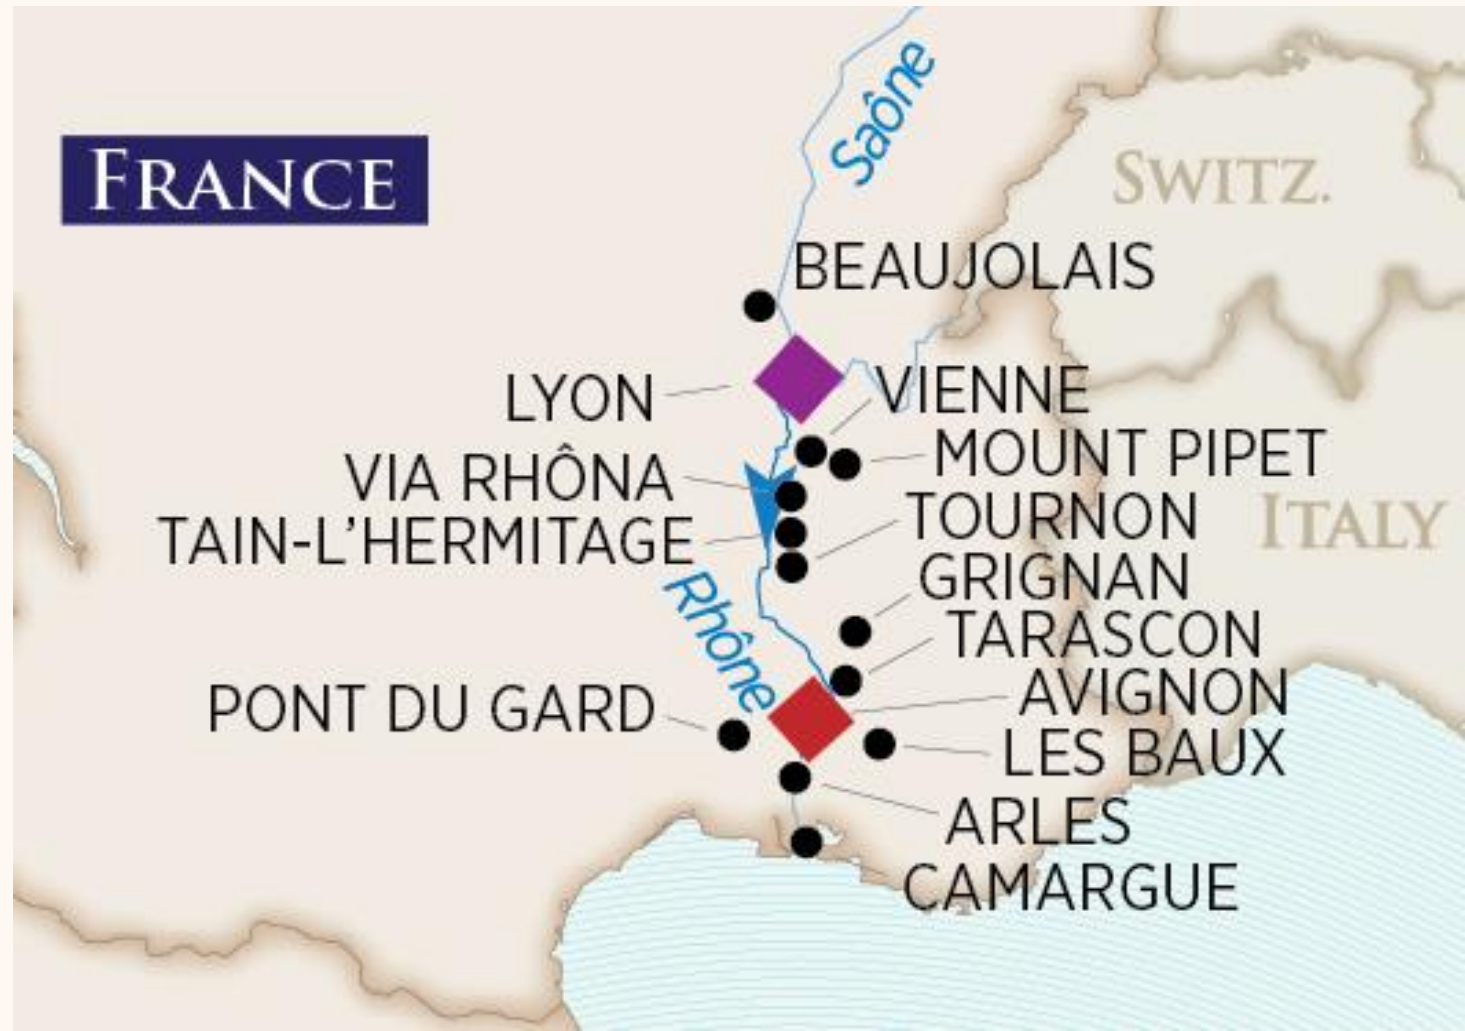 Saône
FRANCE
SWITZ.
BEAUJOLAIS
LYON
VIENNE
MOUNT PIPET
VIA RHÔNA
TOURNON
ITALY
TAIN-L’HERMITAGE
GRIGNAN
Rhône
TARASCON
AVIGNON
PONT DU GARD
LES BAUX
ARLES
CAMARGUE